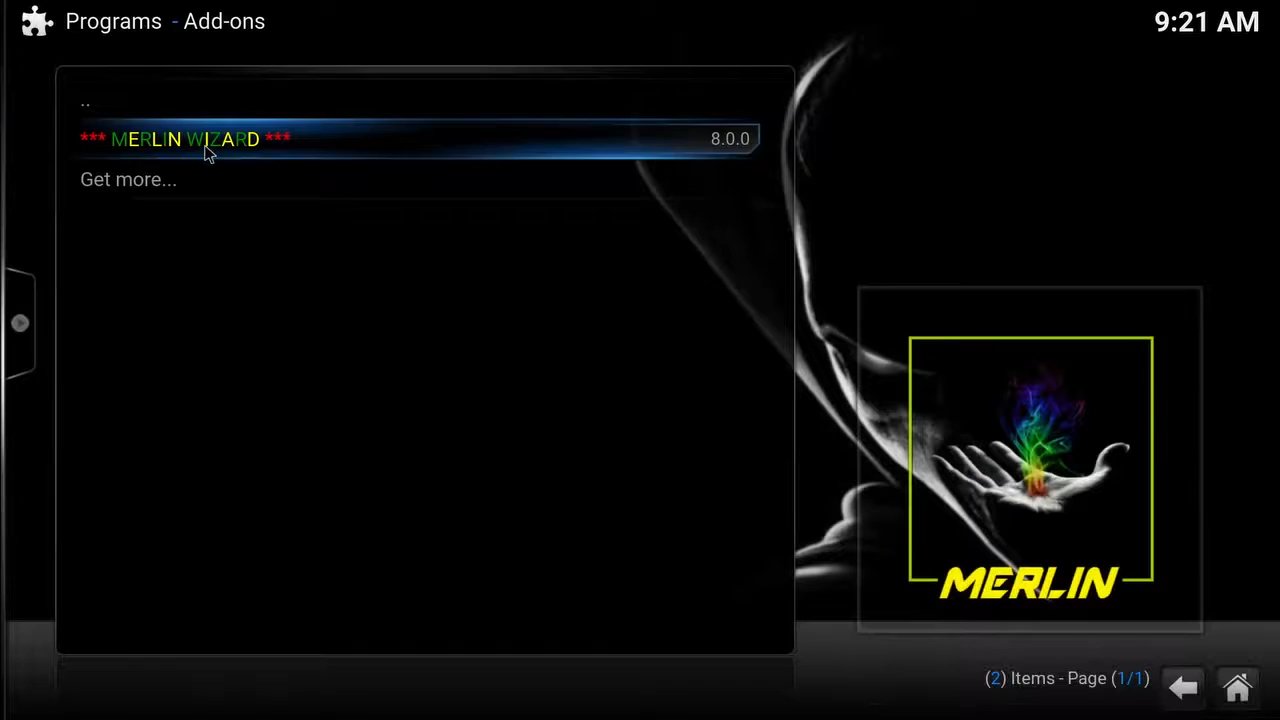 Programs - Add-ons
9:21 AM
..
*** MERLIN WIZARD *** 8.0.0
Get more...
MERLIN
(2) Items - Page (1/1)